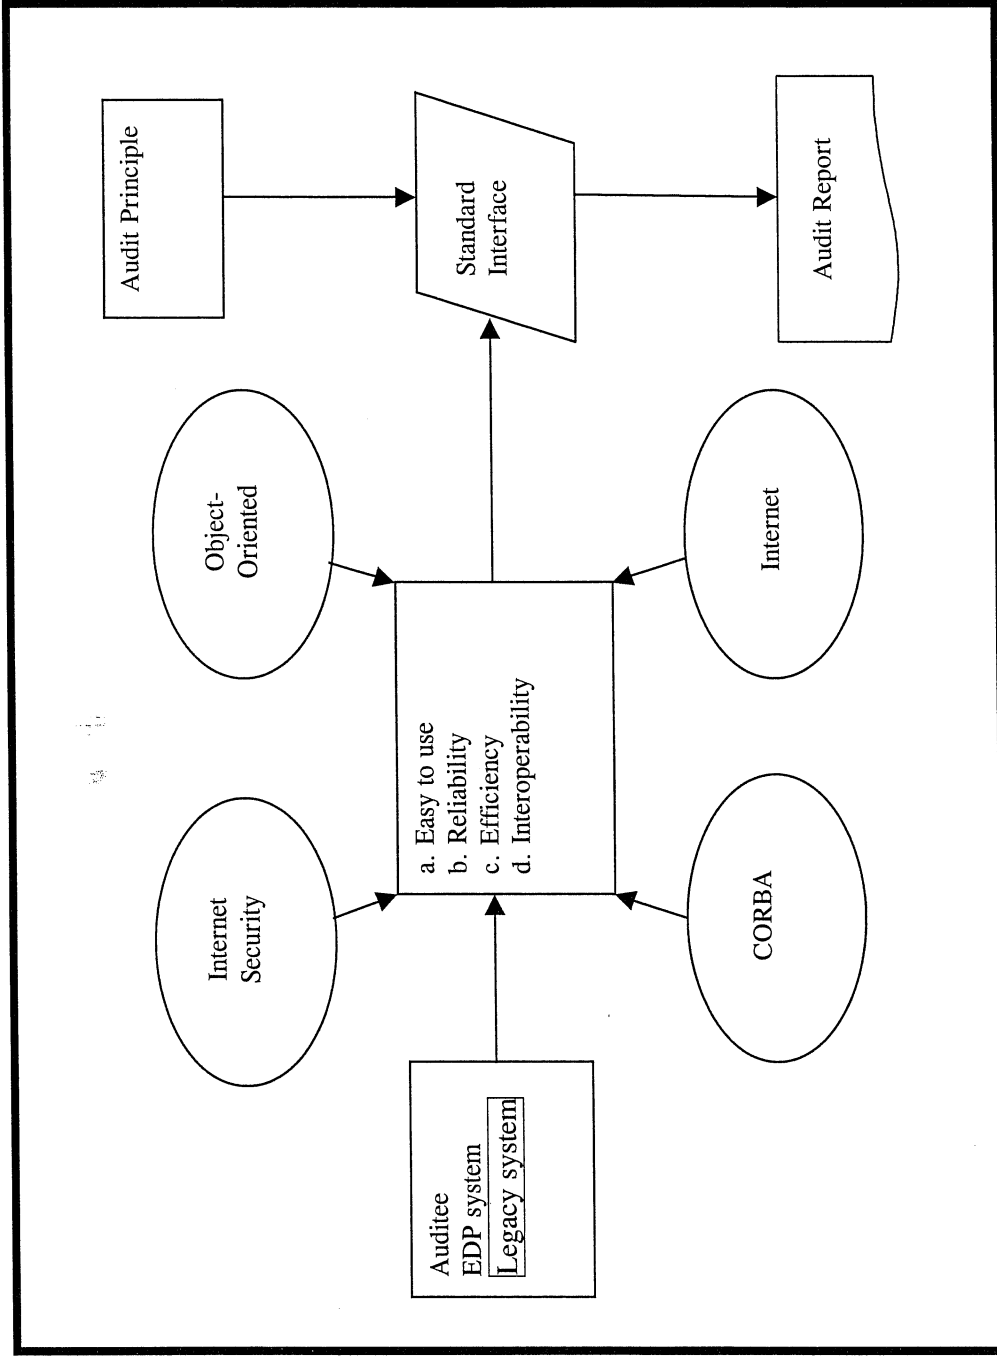 Internet
Security
Object-
Oriented
Audit Principle
Auditee
EDP system
Legacy system
a. Easy to use
b. Reliability
c. Efficiency
d. Interoperability
Standard
Interface
CORBA
Internet
Audit Report